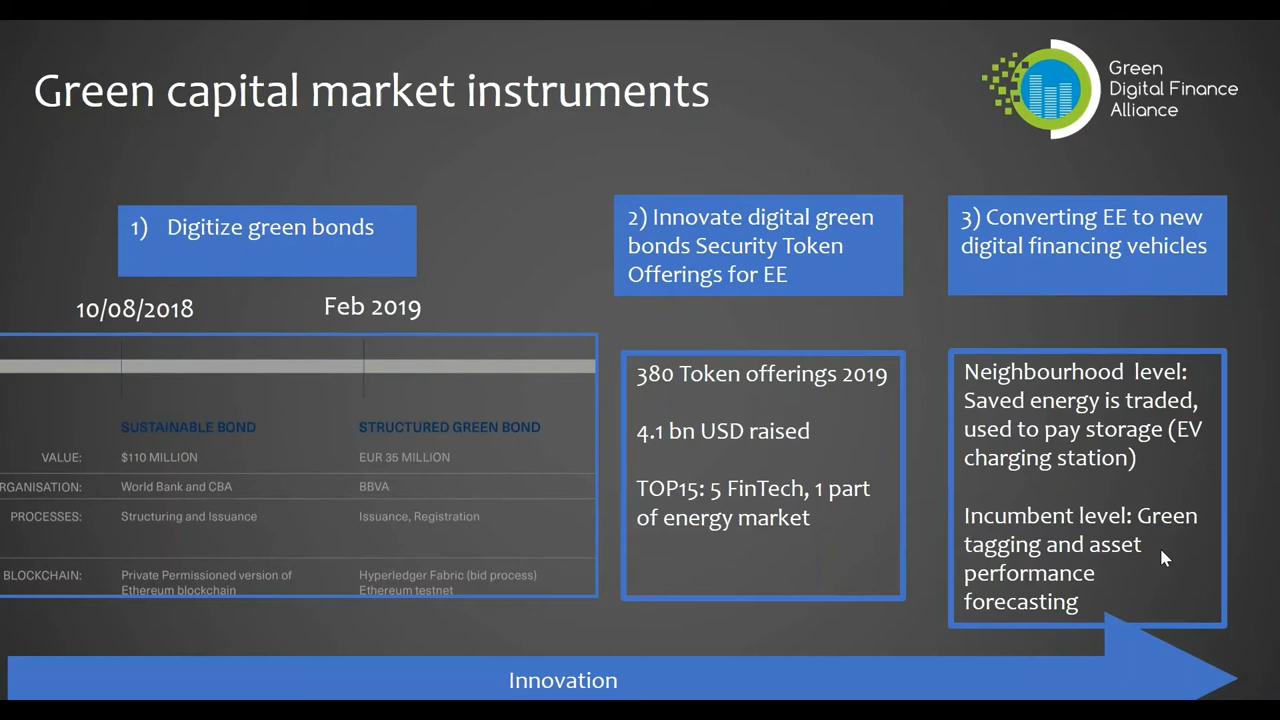 Green capital market instruments
Green
Digital Finance
Alliance
1) Digitize green bonds
10/08/2018 Feb 2019
SUSTAINABLE BOND STRUCTURED GREEN BOND
VALUE: $110 MILLION EUR 35 MILLION
RGANISATION: World Bank and CBA BBVA
PROCESSES: Structuring and Issuance Issuance, Registration
BLOCKCHAIN: Private Permissioned version of Hyperledger Fabric (bid process)
Ethereum blockchain Ethereum testnet
2) Innovate digital green
bonds Security Token
Offerings for EE
380 Token offerings 2019
4.1 bn USD raised
TOP15: 5 FinTech, 1 part
of energy market
3) Converting EE to new
digital financing vehicles
Neighbourhood level:
Saved energy is traded,
used to pay storage (EV
charging station)
Incumbent level: Green
tagging and asset
performance
forecasting
Innovation